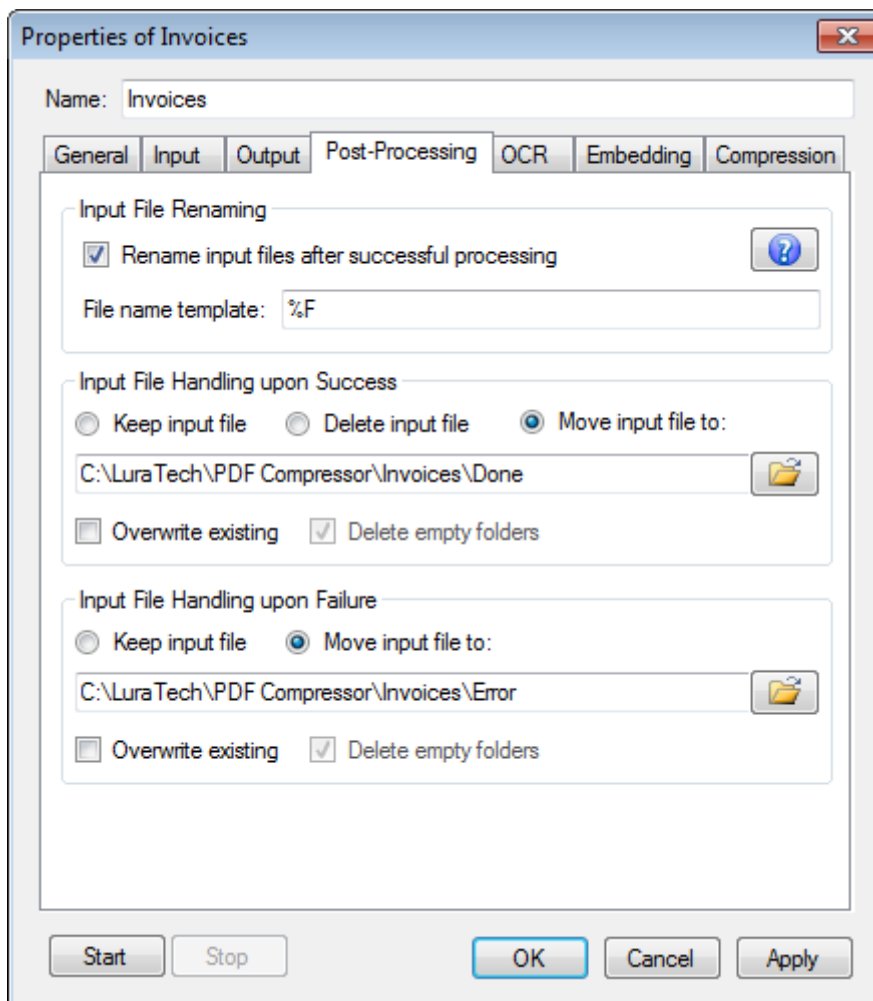 Properties of Invoices
Name: Invoices
General Input Output Post-Processing OCR Embedding Compression
Input File Renaming
Rename input files after successful processing
?
File name template: %F
Input File Handling upon Success
Keep input file Delete input file Move input file to:
C:\LuraTech\PDF Compressor\Invoices\Done
Overwrite existing Delete empty folders
Input File Handling upon Failure
Keep input file Move input file to:
C:\LuraTech\PDF Compressor\Invoices\Error
Overwrite existing Delete empty folders
Start Stop OK Cancel Apply